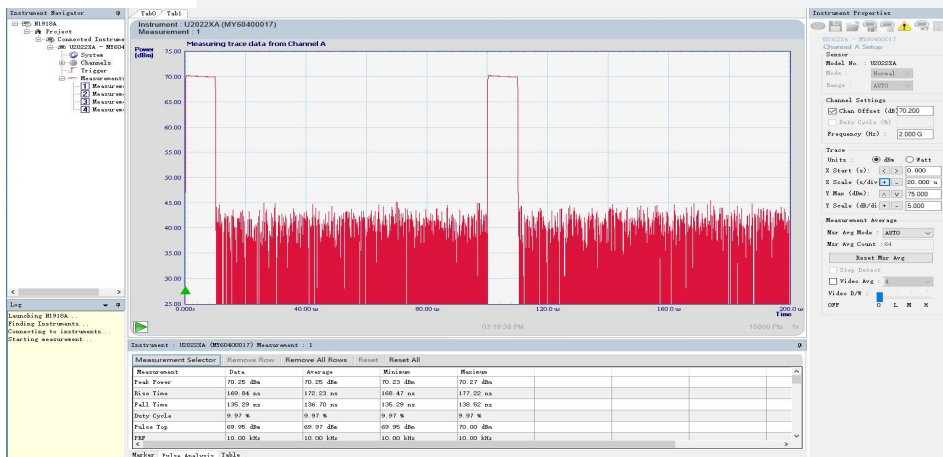 Instrument Navigator
N1918A
Project
Connected Instrume
U2022XA - MY604
System
Channels
Trigger
Measurements
1 Measurem
2 Measurem
3 Measurem
4 Measurem
Log
Launching N1918A...
Finding Instruments...
Connecting to instruments...
Starting measurement...
Tab0 Tab1
Instrument : U2022XA (MY60400017)
Measurement : 1
Power (dBm)
Measuring trace data from Channel A
75.00
70.00
65.00
60.00
55.00
50.00
45.00
40.00
35.00
30.00
25.00
0.000s 40.00 u 80.00 u 120.0 u 160.0 u 200.0 u
Time
03:19:38 PM
16000 Pts 1x
Instrument : U2022XA (MY60400017) Measurement : 1
Measurement Selector Remove Row Remove All Rows Reset Reset All
Measurement Data Average Minimum Maximum
Peak Power 70.25 dBm 70.25 dBm 70.23 dBm 70.27 dBm
Rise Time 169.84 ns 172.23 ns 168.47 ns 177.22 ns
Fall Time 135.29 ns 136.70 ns 135.29 ns 138.52 ns
Duty Cycle 9.97 % 9.97 % 9.97 % 9.97 %
Pulse Top 69.95 dBm 69.97 dBm 69.95 dBm 70.00 dBm
PRF 10.00 kHz 10.00 kHz 10.00 kHz 10.00 kHz
Marker Pulse Analysis Table
Instrument Properties
U2022XA - MY60400017
Channel A Setup
Sensor
Model No. : U2022XA
Mode Normal
Range : AUTO
Channel Settings
Chan Offset (dB) 70.200
Duty Cycle (%) :
Frequency (Hz) : 2.000 G
Trace
Units : dBm Watt
X Start (s): < > 0.000
X Scale (s/div + - 20.000 u
Y Max (dBm): 75.000
Y Scale (dB/di + - 5.000
Measurement Average
Msr Avg Mode : AUTO
Msr Avg Count :64
Reset Msr Avg
Step Detect
Video Avg : 4
Video B/W :
OFF O L M H